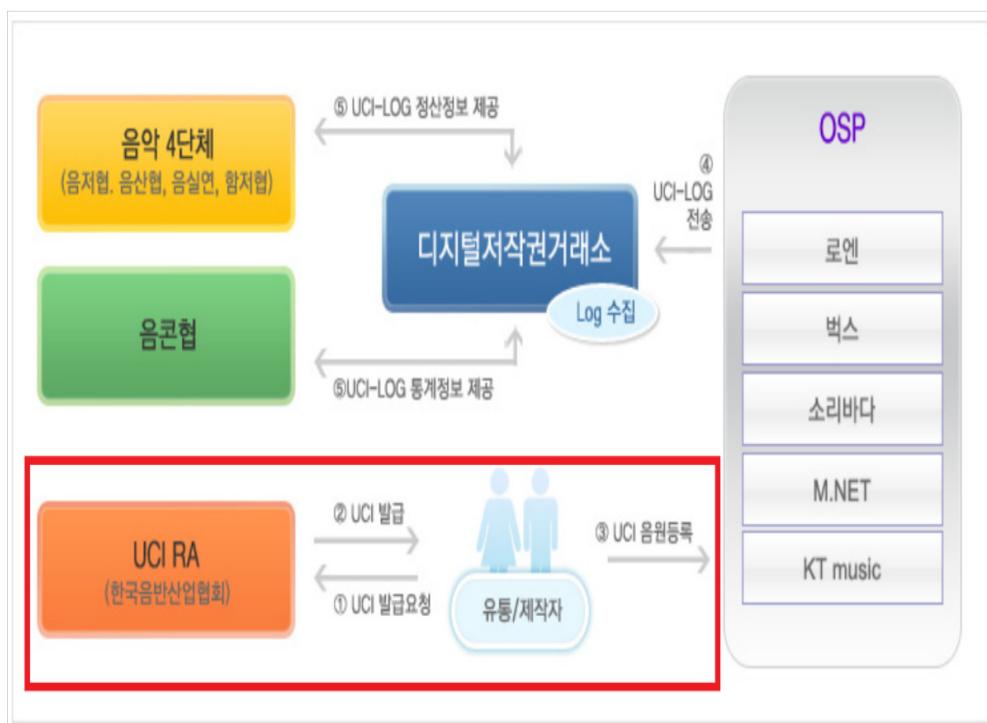 음악 4단체
(음저협. 음산협, 음실연, 함저협)
⑤ UCI-LOG 정산정보 제공
디지털저작권거래소
Log 수집
④
UCI-LOG
전송
음콘협
⑤UCI-LOG 통계정보 제공
OSP
로엔
벅스
소리바다
M.NET
KT music
UCI RA
(한국음반산업협회)
② UCI 발급
① UCI 발급요청
유통/제작자
③ UCI 음원등록